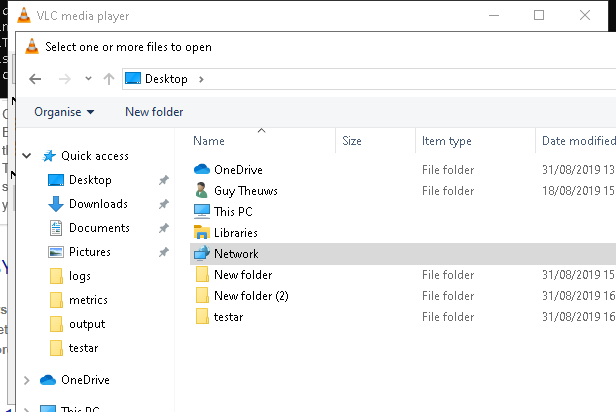 VLC media player
Select one or more files to open
Desktop
Organise New folder
Name Size Item type Date modified
Quick access
Desktop
Downloads
Documents
Pictures
logs
metrics
output
testar
OneDrive
This PC
OneDrive File folder 31/08/2019 13
Guy Theuws File folder 18/08/2019 15
This PC
Libraries
Network
New folder File folder 31/08/2019 15
New folder (2) File folder 31/08/2019 16
testar File folder 31/08/2019 16